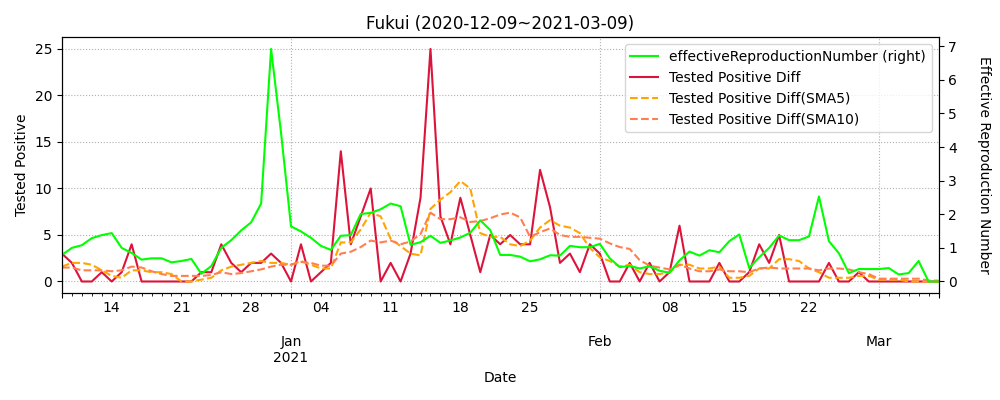 Fukui (2020-12-09~2021-03-09)
effectiveReproductionNumber (right)
Tested Positive Diff
Tested Positive Diff(SMA5)
Tested Positive Diff(SMA10)
Tested Positive
25
20
15
10
5
0
7
6
5
4
3
2
1
0
Effective Reproduction Number
14 21 28 04 11 18 25 08 15 22
Jan Feb Mar
2021
Date